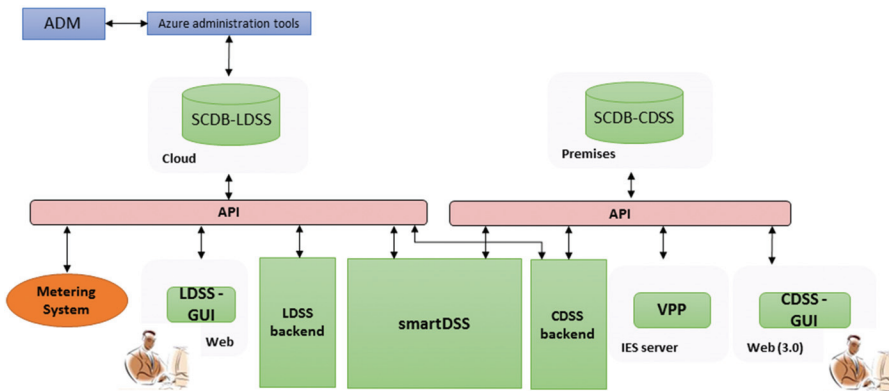 ADM
Azure administration tools
SCDB-LDSS
Cloud
SCDB-CDSS
Premises
API
API
Metering
System
LDSS -
GUI
Web
LDSS
backend
smartDSS
CDSS
backend
VPP
IES server
CDSS -
GUI
Web (3.0)